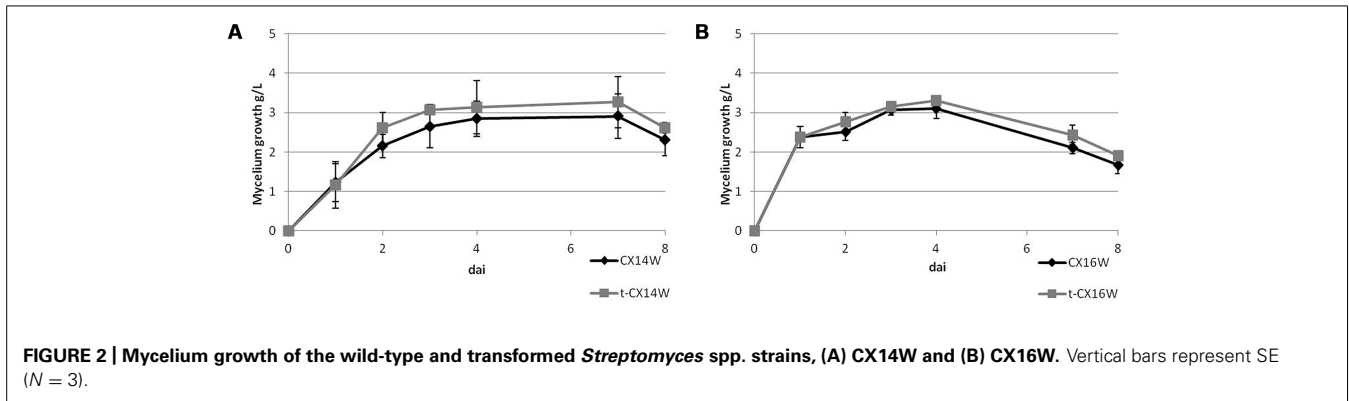 A
5
4
3
2
1
0
Mycelium growth g/L
0
2
4
6
8
dai
CX14W
t-CX14W
B
5
4
3
2
1
0
Mycelium growth g/L
0
2
4
6
8
dai
CX16W
t-CX16W
FIGURE 2 | Mycelium growth of the wild-type and transformed Streptomyces spp. strains, (A) CX14W and (B) CX16W. Vertical bars represent SE
(N = 3).